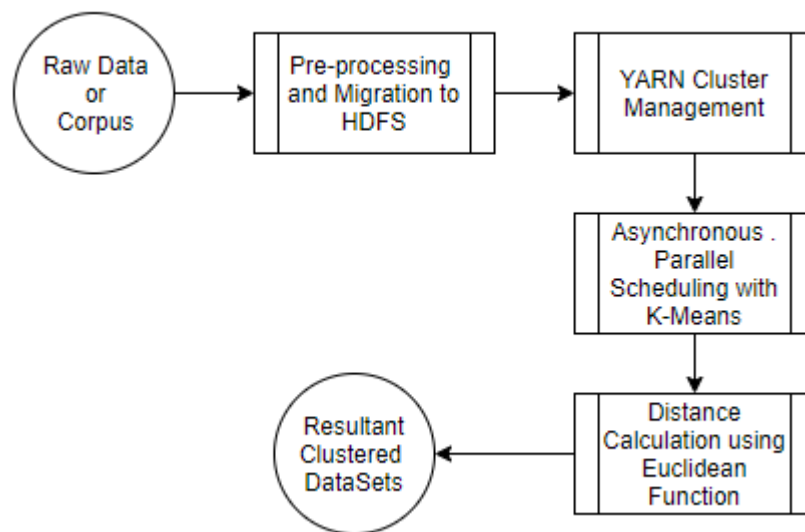 Raw Data
or
Corpus
Pre-processing
and Migration to
HDFS
YARN Cluster
Management
Asynchronous .
Parallel
Scheduling with
K-Means
Distance
Calculation using
Euclidean
Function
Resultant
Clustered
DataSets